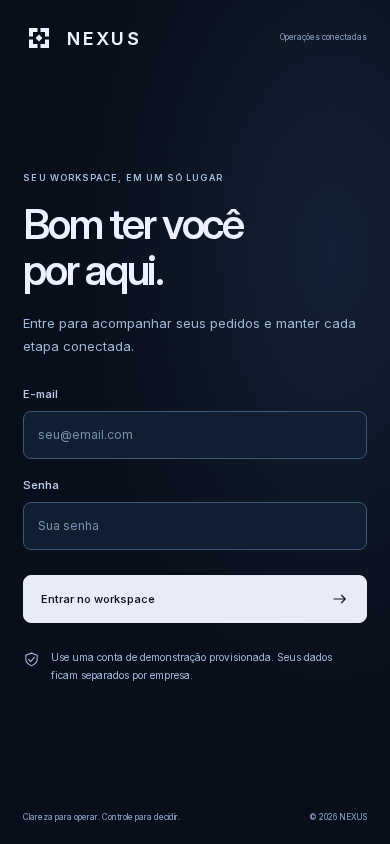 NEXUS
Operações conectadas
SEU WORKSPACE, EM UM SÓ LUGAR
Bom ter você
por aqui.
Entre para acompanhar seus pedidos e manter cada
etapa conectada.
E-mail
seu@email.com
Senha
Sua senha
Entrar no workspace
Use uma conta de demonstração provisionada. Seus dados
ficam separados por empresa.
Clareza para operar. Controle para decidir.
© 2026 NEXUS